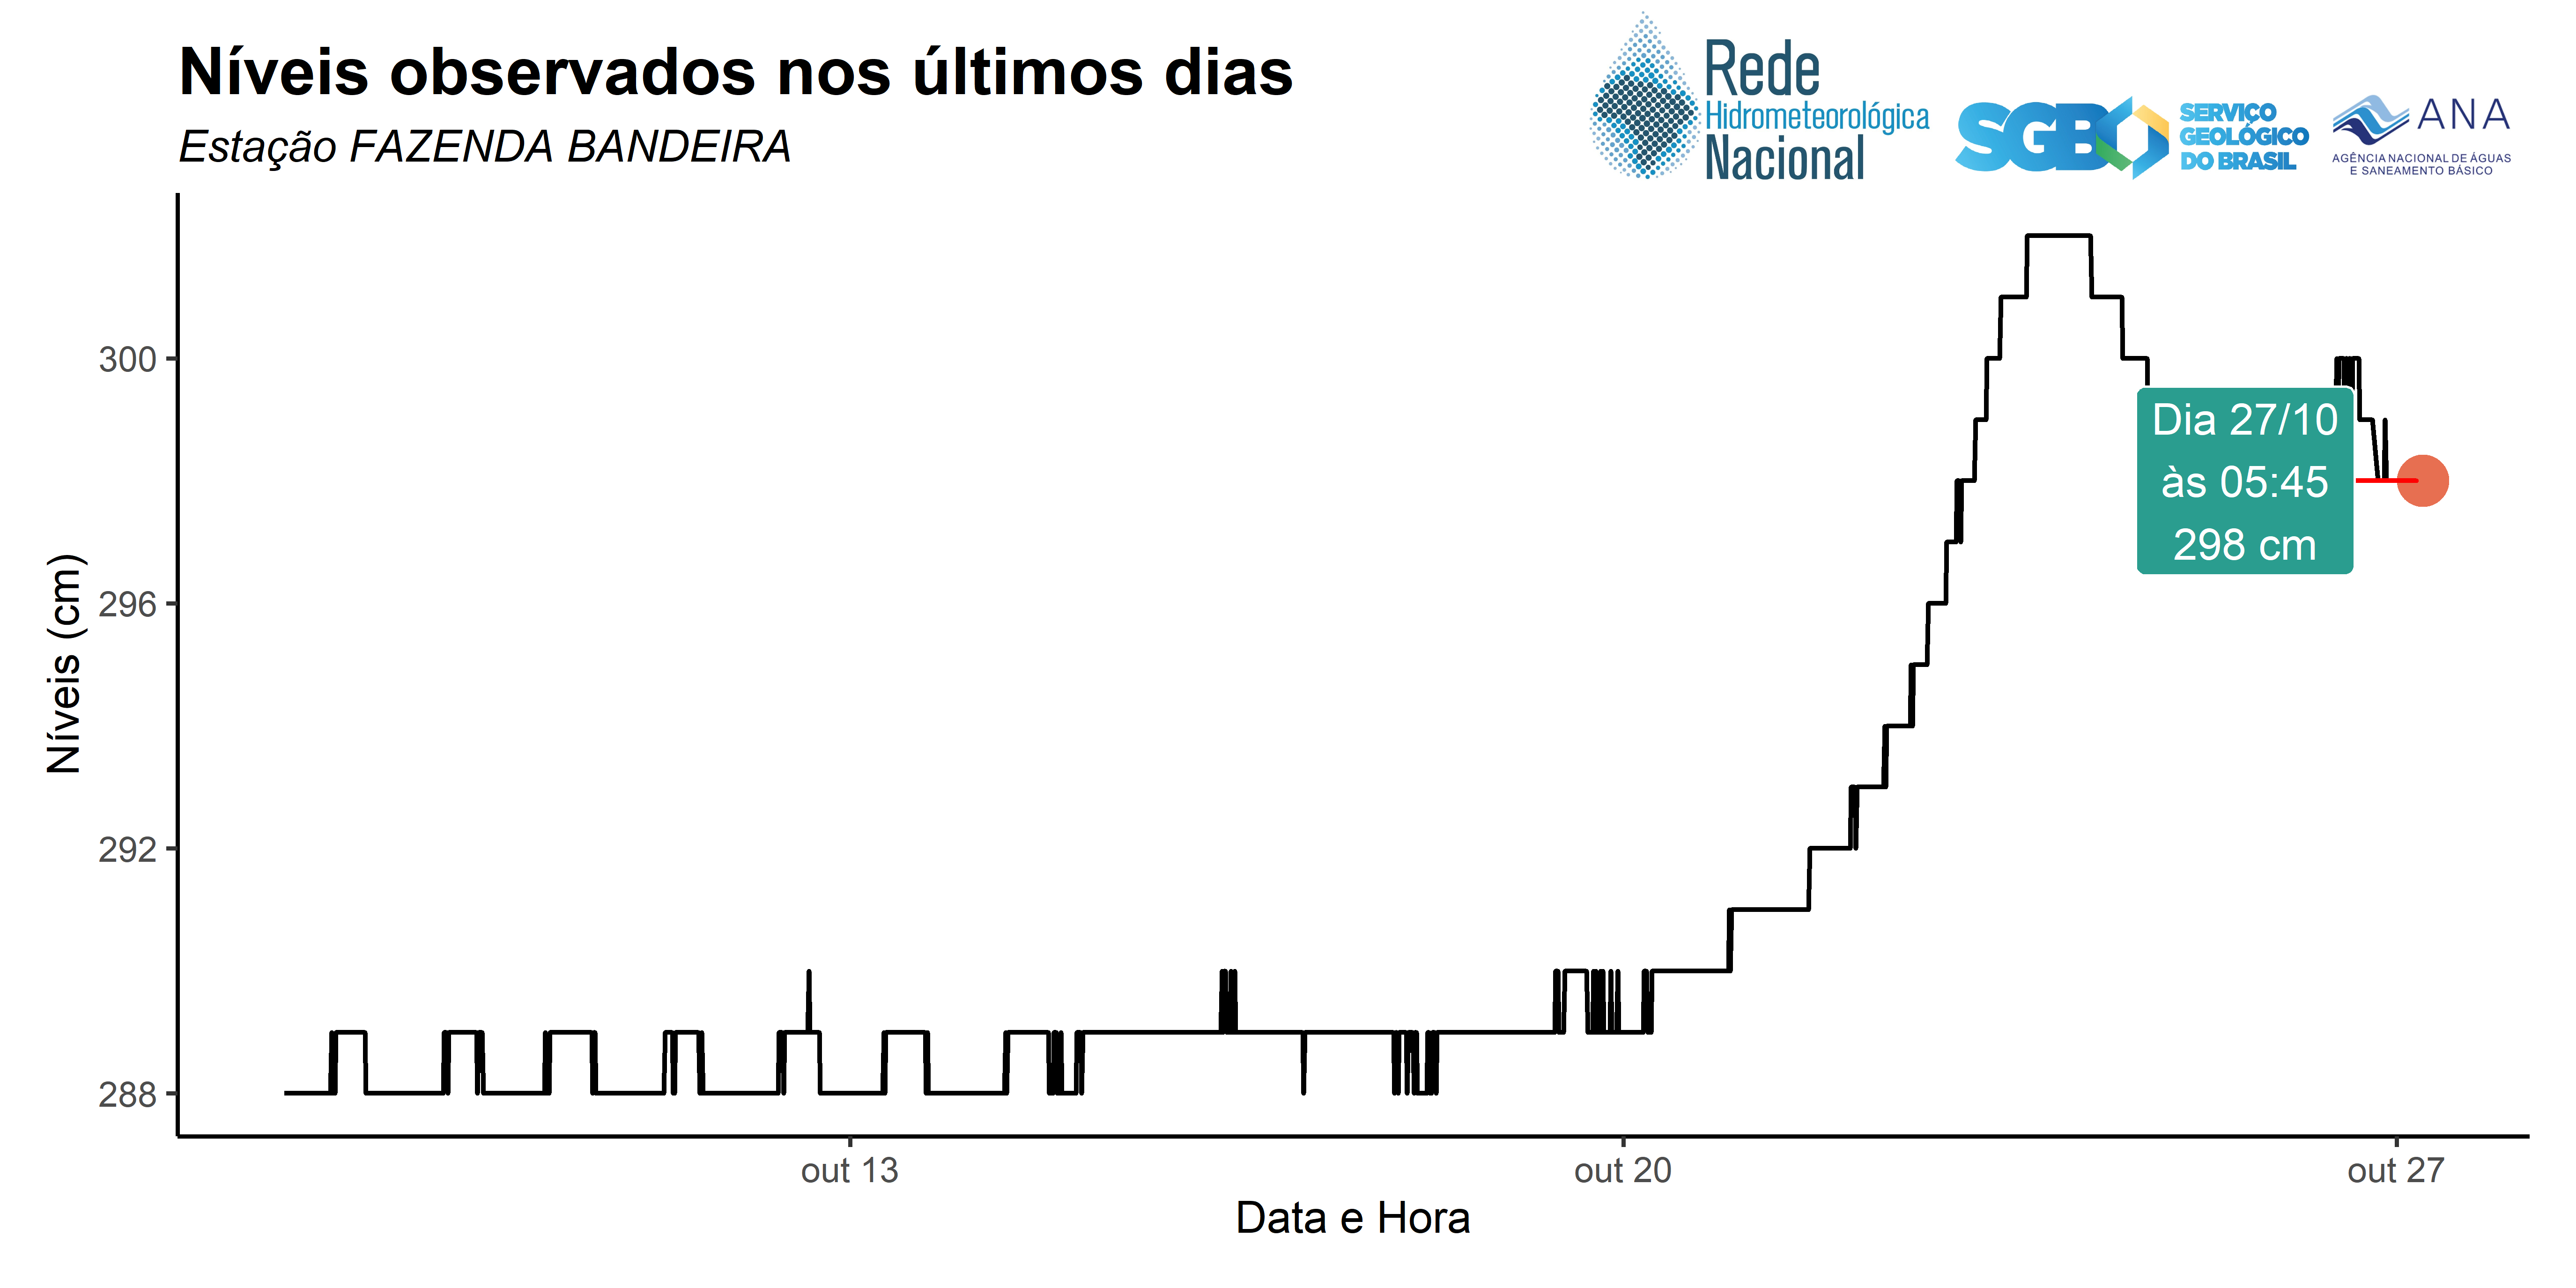 Níveis observados nos últimos dias
Estação FAZENDA BANDEIRA
Rede
Hidrometeorológica
Nacional
SGB
SERVIÇO
GEOLÓGICO
DO BRASIL
ANA
AGÊNCIA NACIONAL DE ÁGUAS
E SANEAMENTO BÁSICO
Níveis (cm)
300
296
292
288
Dia 27/10
às 05:45
298 cm
out 13
out 20
out 27
Data e Hora